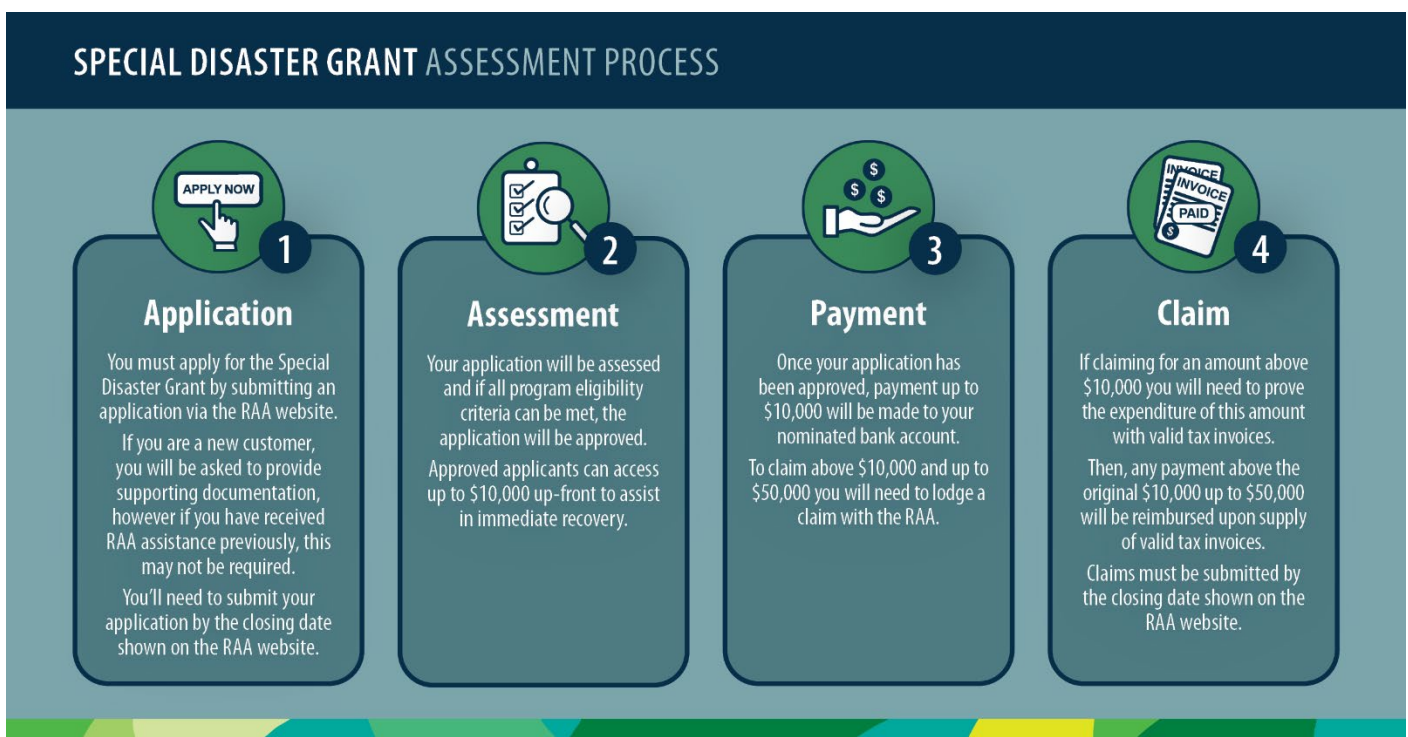 SPECIAL DISASTER GRANT ASSESSMENT PROCESS
APPLY NOW
1
Application
You must apply for the Special
Disaster Grant by submitting an
application via the RAA website.
If you are a new customer,
you will be asked to provide
supporting documentation,
however if you have received
RAA assistance previously, this
may not be required.
You'll need to submit your
application by the closing date
shown on the RAA website.
2
Assessment
Your application will be assessed
and if all program eligibility
criteria can be met, the
application will be approved.
Approved applicants can access
up to $10,000 up-front to assist
in immediate recovery.
$
$ $
3
Payment
Once your application has
been approved, payment up to
$10,000 will be made to your
nominated bank account.
To claim above $10,000 and up to
$50,000 you will need to lodge a
claim with the RAA.
INVOICE
INVOICE
PAID
$
4
Claim
If claiming for an amount above
$10,000 you will need to prove
the expenditure of this amount
with valid tax invoices.
Then, any payment above the
original $10,000 up to $50,000
will be reimbursed upon supply
of valid tax invoices.
Claims must be submitted by
the closing date shown on the
RAA website.